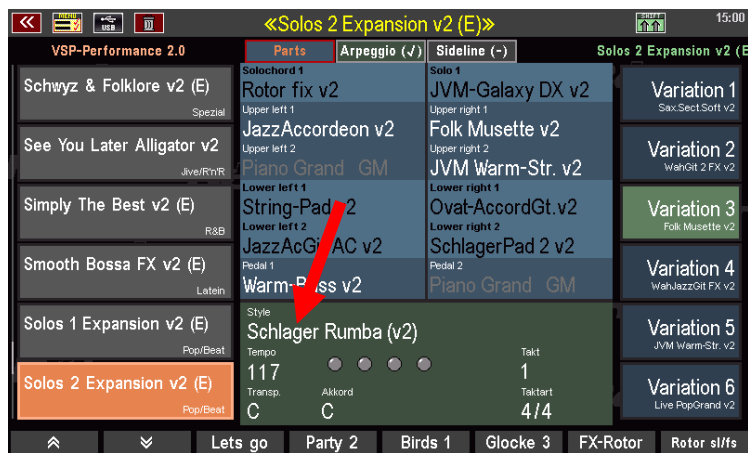 MENU
USB
«Solos 2 Expansion v2 (E)»
SHIFT
15:00
VSP-Performance 2.0
Parts
Arpeggio (√)
Sideline (-)
Solos 2 Expansion v2 (E
Schwyz & Folklore v2 (E)
Spezial
See You Later Alligator v2
Jive/R'n'R
Simply The Best v2 (E)
R&B
Smooth Bossa FX v2 (E)
Latein
Solos 1 Expansion v2 (E)
Pop/Beat
Solos 2 Expansion v2 (E)
Pop/Beat
Solochord 1
Rotor fix v2
Solo 1
JVM-Galaxy DX v2
Upper left 1
JazzAccordeon v2
Upper right 1
Folk Musette v2
Upper left 2
Piano Grand GM
Upper right 2
JVM Warm-Str. v2
Lower left 1
String-Pad v2
Lower right 1
Ovat-AccordGt.v2
Lower left 2
JazzAcGit AC v2
Lower right 2
SchlagerPad 2 v2
Pedal 1
Warm-Bass v2
Pedal 2
Piano Grand GM
Style
Schlager Rumba (v2)
Tempo
117
Takt
1
Transp.
C
Akkord
C
Taktart
4/4
Variation 1
Sax.Sect.Soft v2
Variation 2
WahGit 2 FX v2
Variation 3
Folk Musette v2
Variation 4
WahJazzGit FX v2
Variation 5
JVM Warm-Str. v2
Variation 6
Live PopGrand v2
Lets go
Party 2
Birds 1
Glocke 3
FX-Rotor
Rotor sl/fs